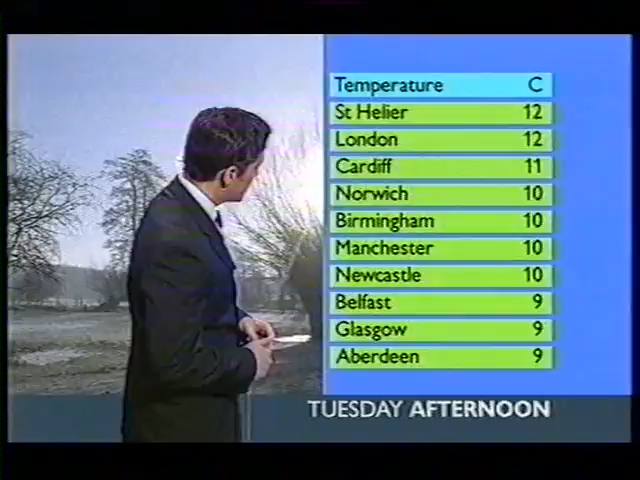 Temperature C
St Helier 12
London 12
Cardiff 11
Norwich 10
Birmingham 10
Manchester 10
Newcastle 10
Belfast 9
Glasgow 9
Aberdeen 9
TUESDAY AFTERNOON